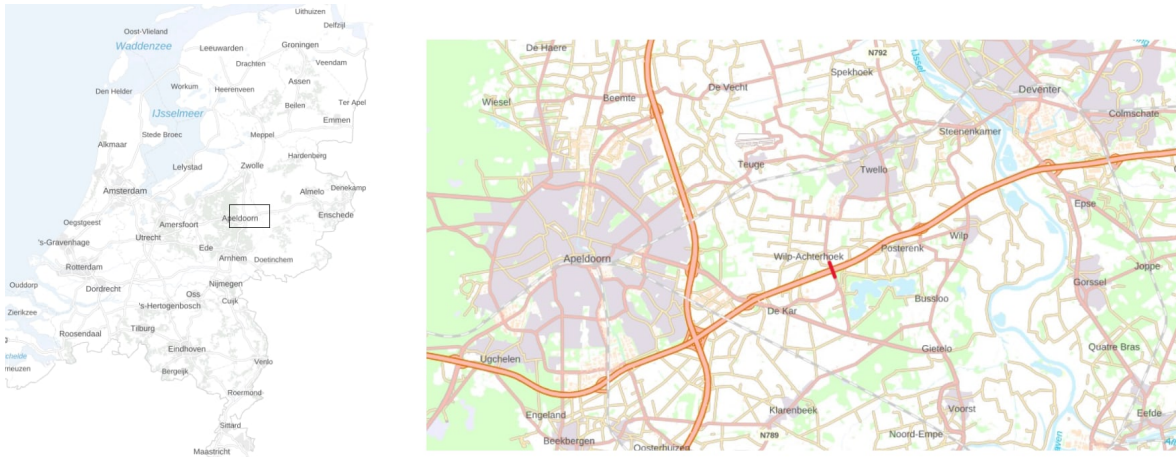 Uithuizen
Oost-Vlieland
Delfzijl
Waddenzee
Leeuwarden
Groningen
Drachten
Veendam
Workum
Heerenveen
Assen
Den Helder
Beilen
Ter Apel
IJsselmeer
Emmen
Stede Broec
Meppel
Alkmaar
Hardenberg
Lelystad
Zwolle
Amsterdam
Almelo
Denekamp
Oegstgeest
Amersfoort
Apeldoorn
Enschede
's-Gravenhage
Utrecht
Ede
Arnhem
Doetinchem
Rotterdam
Ouddorp
Dordrecht
Nijmegen
Oss
Cuijk
's-Hertogenbosch
Zierikzee
Roosendaal
Tilburg
Eindhoven
schelde
rneuzen
Bergeijk
Venlo
Roermond
Sittard
Maastricht
De Haere
N792
IJssel
Spekhoek
De Vecht
Deventer
Wiesel
Beemte
Colmschate
Steenenkamer
Teuge
Twello
Epse
Wilp
Posterenk
Apeldoorn
Wilp-Achterhoek
Joppe
Gorssel
Bussloo
De Kar
Gietelo
Quatre Bras
Ugchelen
Klarenbeek
Voorst
Engeland
Eefde
N789
Noord-Empe
Beekbergen
Oosterhuizen